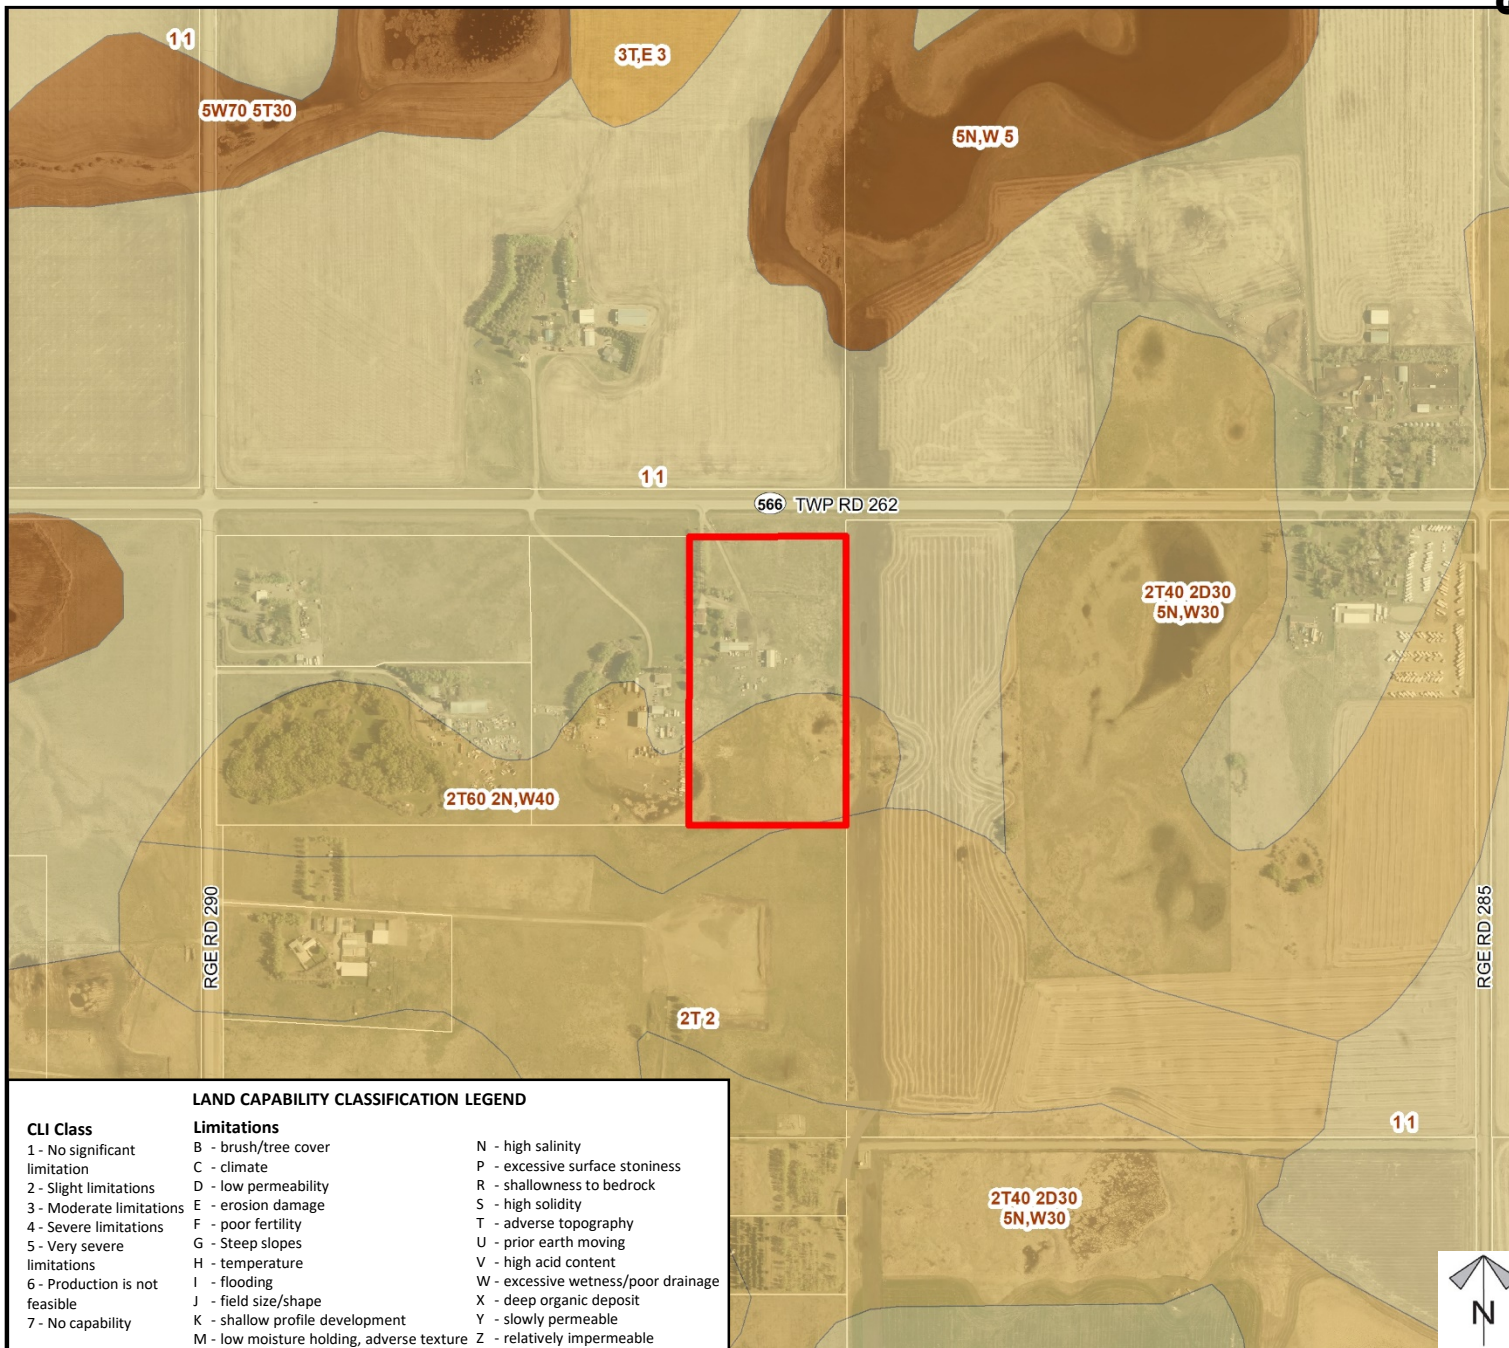 1 1
3T,E 3
5W70 5T30
5N,W 5
1 1
566 TWP RD 262
2T40 2D30
5N,W30
2T60 2N,W40
RGE RD 290
RGE RD 285
2T 2
1 1
2T40 2D30
5N,W30
LAND CAPABILITY CLASSIFICATION LEGEND
CLI Class
1 - No significant
limitation
2 - Slight limitations
3 - Moderate limitations
4 - Severe limitations
5 - Very severe
limitations
6 - Production is not
feasible
7 - No capability
Limitations
B - brush/tree cover
C - climate
D - low permeability
E - erosion damage
F - poor fertility
G - Steep slopes
H - temperature
I - flooding
J - field size/shape
K - shallow profile development
M - low moisture holding, adverse texture
N - high salinity
P - excessive surface stoniness
R - shallowness to bedrock
S - high solidity
T - adverse topography
U - prior earth moving
V - high acid content
W - excessive wetness/poor drainage
X - deep organic deposit
Y - slowly permeable
Z - relatively impermeable
N